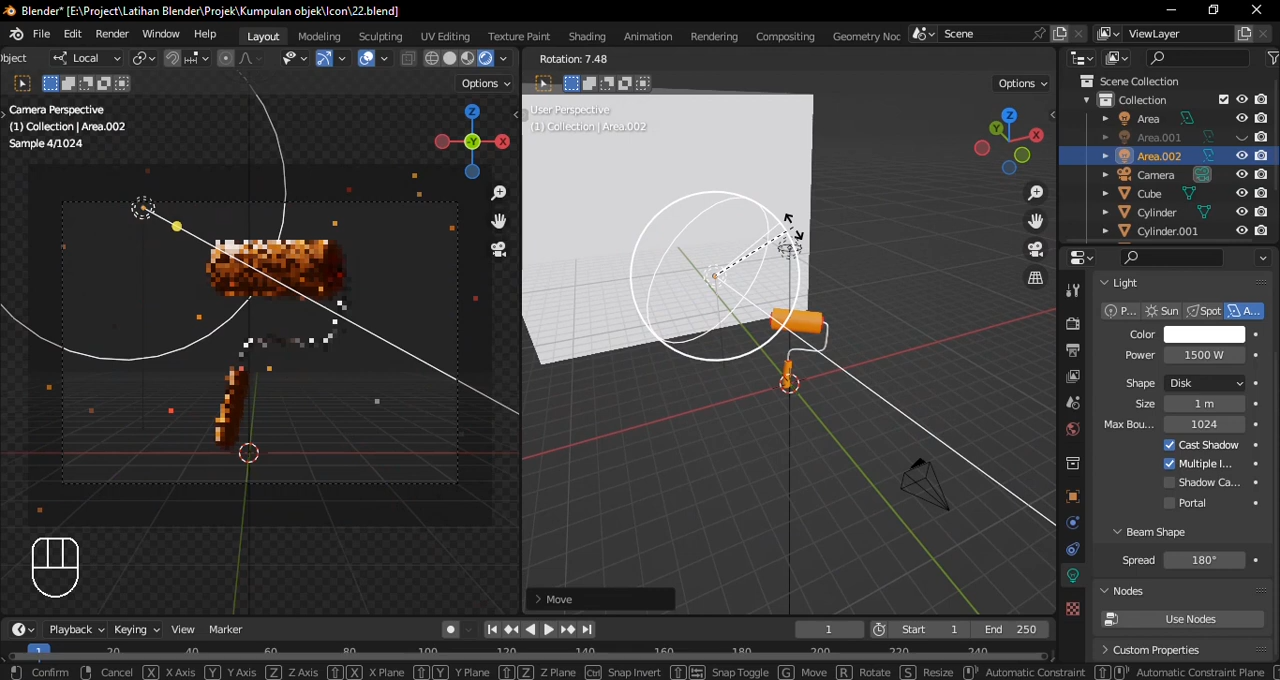 Blender* [E:\Project\Latihan Blender\Projek\Kumpulan objek\Icon\22.blend]
File Edit Render Window Help Layout Modeling Sculpting UV Editing Texture Paint Shading Animation Rendering Compositing Geometry Noc Scene ViewLayer
bject Local Rotation: 7.48
Options Options
Camera Perspective
(1) Collection | Area.002
Sample 4/1024
Z
-Y
X
User Perspective
(1) Collection | Area.002
Z
Y
X
Move
Scene Collection
Collection
Area
Area.001
Area.002
Camera
Cube
Cylinder
Cylinder.001
Light
P... Sun Spot A...
Color
Power 1500 W
Shape Disk
Size 1 m
Max Bou... 1024
Cast Shadow
Multiple I...
Shadow Ca...
Portal
Beam Shape
Spread 180°
Nodes
Use Nodes
Custom Properties
Playback Keying View Marker 1 Start 1 End 250
1 20 40 60 80 100 120 140 160 180 200 220 240
Confirm Cancel X X Axis Y Y Axis Z Z Axis X X Plane Y Y Plane Z Z Plane Ctrl Snap Invert Snap Toggle G Move R Rotate S Resize Automatic Constraint Automatic Constraint Plane